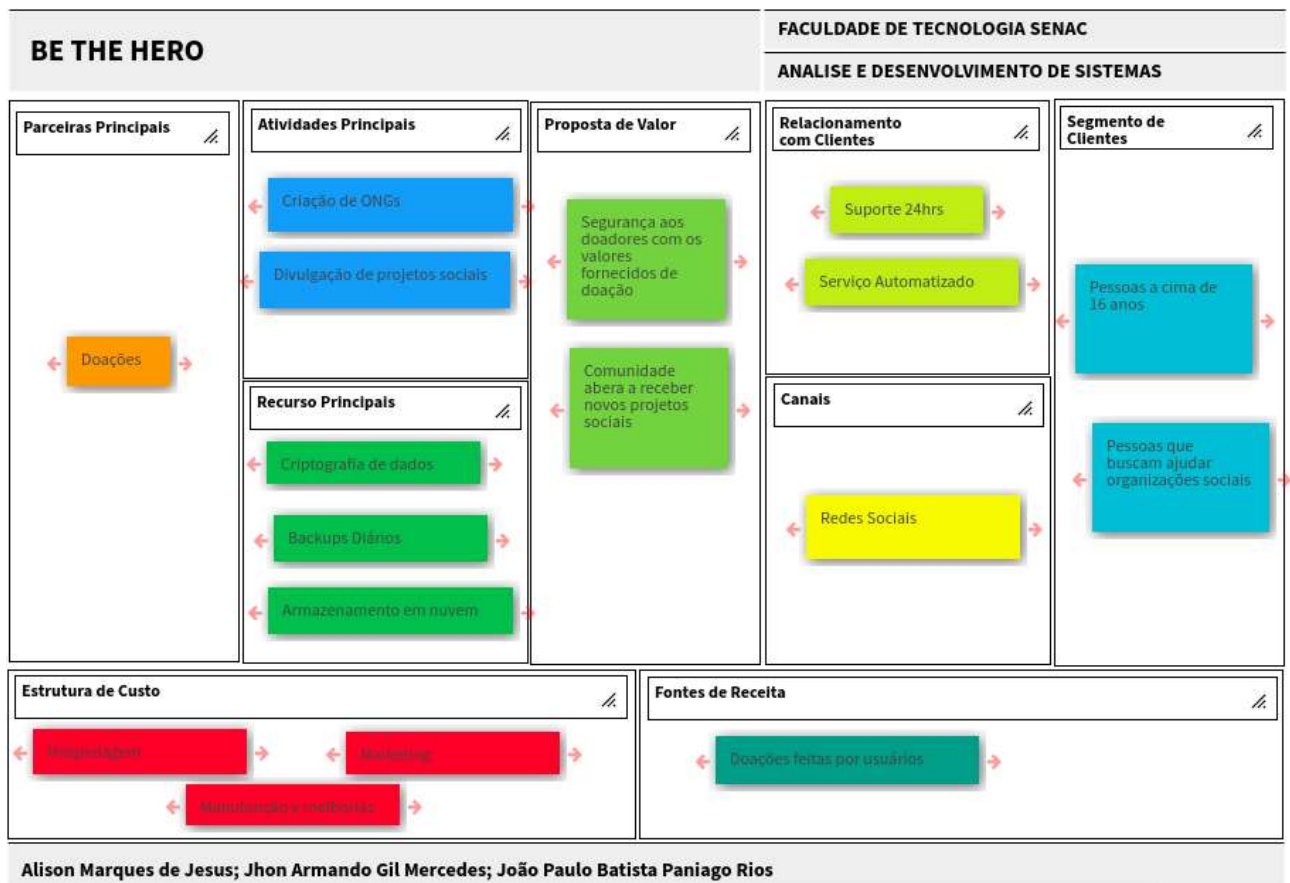 BE THE HERO
FACULDADE DE TECNOLOGIA SENAC
ANALISE E DESENVOLVIMENTO DE SISTEMAS
Parceiras Principais
Doações
Atividades Principais
Criação de ONGs
Divulgação de projetos sociais
Recurso Principais
Criptografia de dados
Backups Diários
Armazenamento em nuvem
Proposta de Valor
Segurança aos
doadores com os
valores
fornecidos de
doação
Comunidade
abera a receber
novos projetos
sociais
Relacionamento
com Clientes
Suporte 24hrs
Serviço Automatizado
Canais
Redes Sociais
Segmento de
Clientes
Pessoas a cima de
16 anos
Pessoas que
buscam ajudar
organizações sociais
Estrutura de Custo
Hospedagem
Marketing
Manutenção e melhorias
Fontes de Receita
Doações feitas por usuários
Alison Marques de Jesus; Jhon Armando Gil Mercedes; João Paulo Batista Paniago Rios